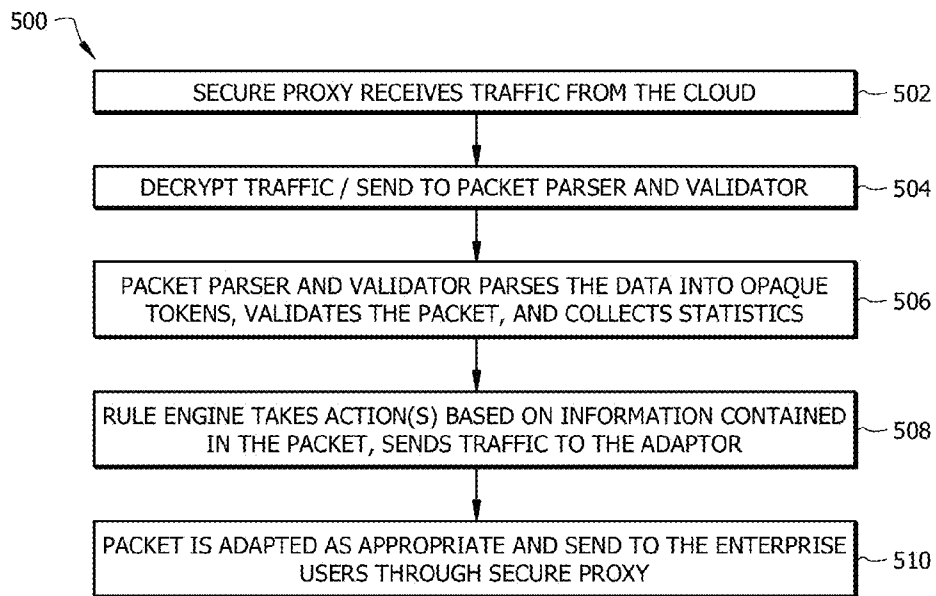 500
SECURE PROXY RECEIVES TRAFFIC FROM THE CLOUD
502
DECRYPT TRAFFIC / SEND TO PACKET PARSER AND VALIDATOR
504
PACKET PARSER AND VALIDATOR PARSES THE DATA INTO OPAQUE
TOKENS, VALIDATES THE PACKET, AND COLLECTS STATISTICS
506
RULE ENGINE TAKES ACTION(S) BASED ON INFORMATION CONTAINED
IN THE PACKET, SENDS TRAFFIC TO THE ADAPTOR
508
PACKET IS ADAPTED AS APPROPRIATE AND SEND TO THE ENTERPRISE
USERS THROUGH SECURE PROXY
510